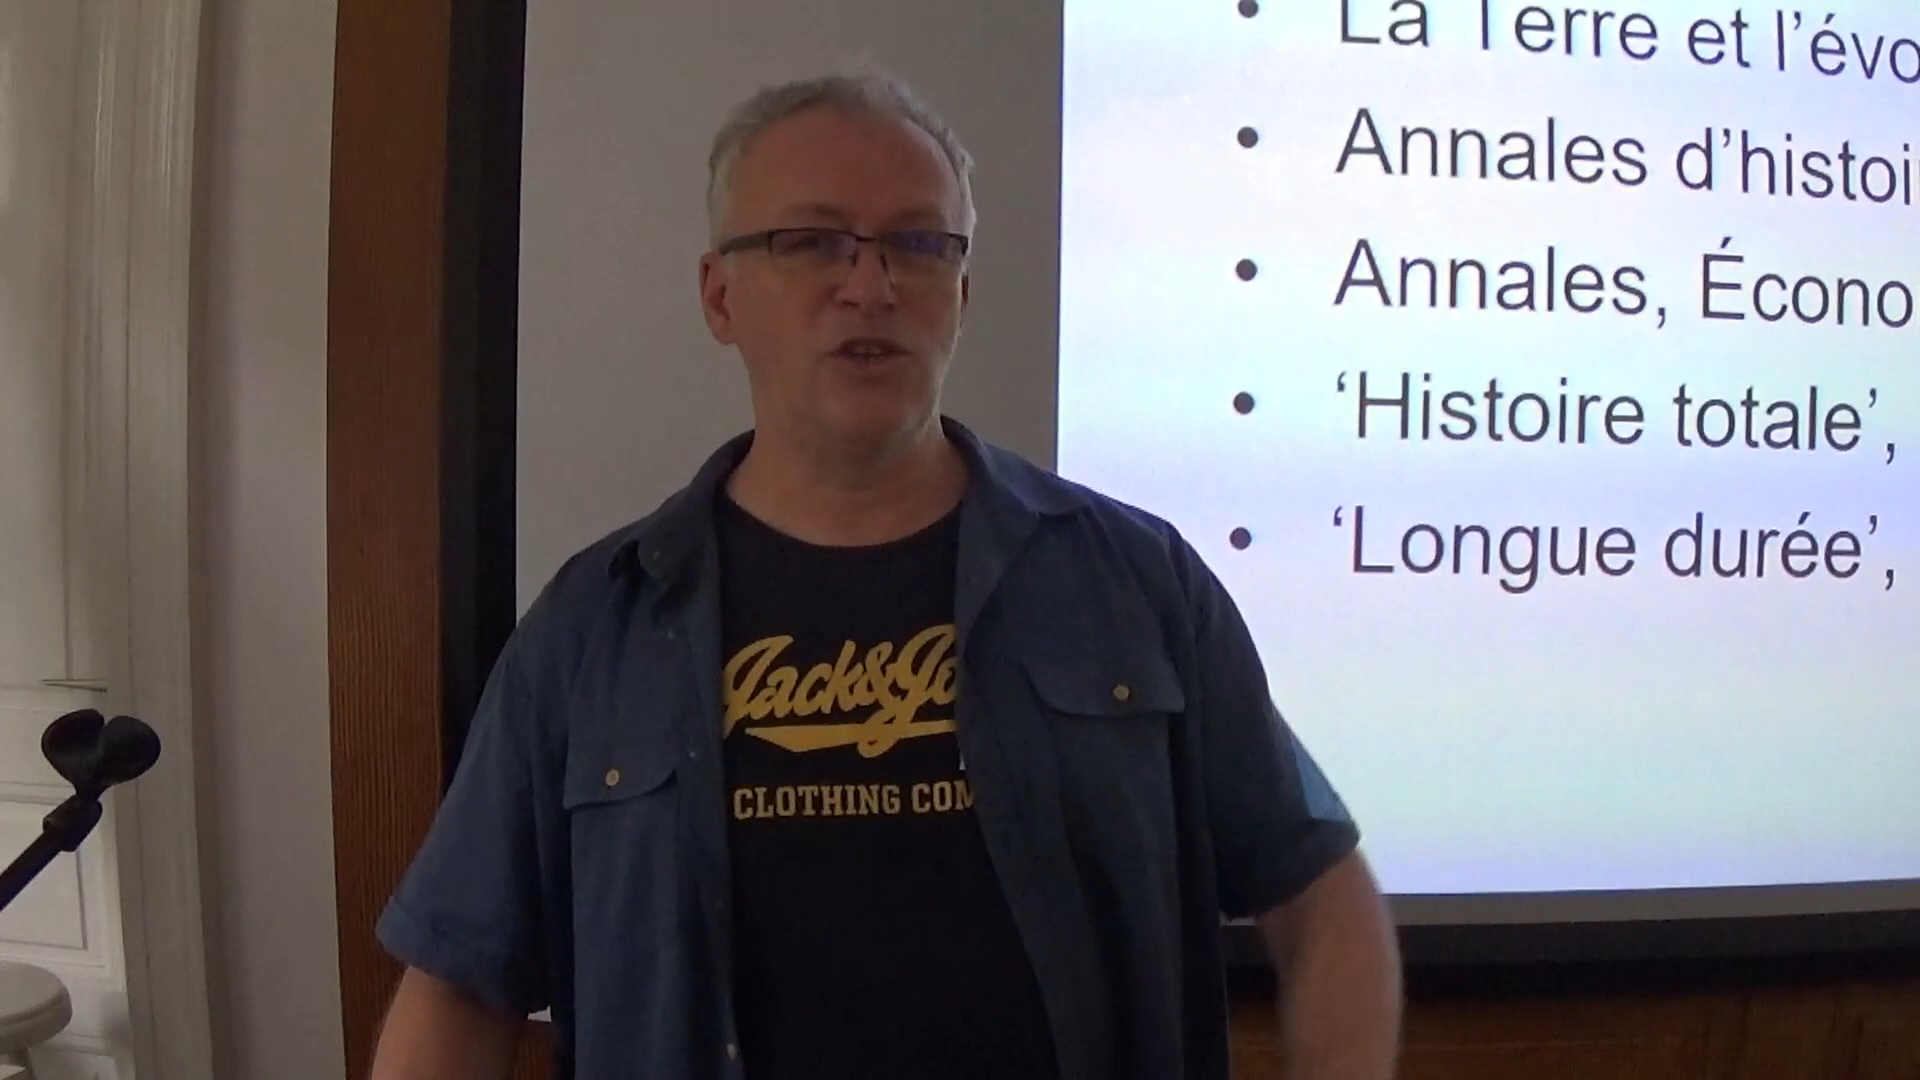 La Terre et l’évo
Annales d’histoi
Annales, Écono
‘Histoire totale’,
‘Longue durée’,
Jack&Jo
CLOTHING COM